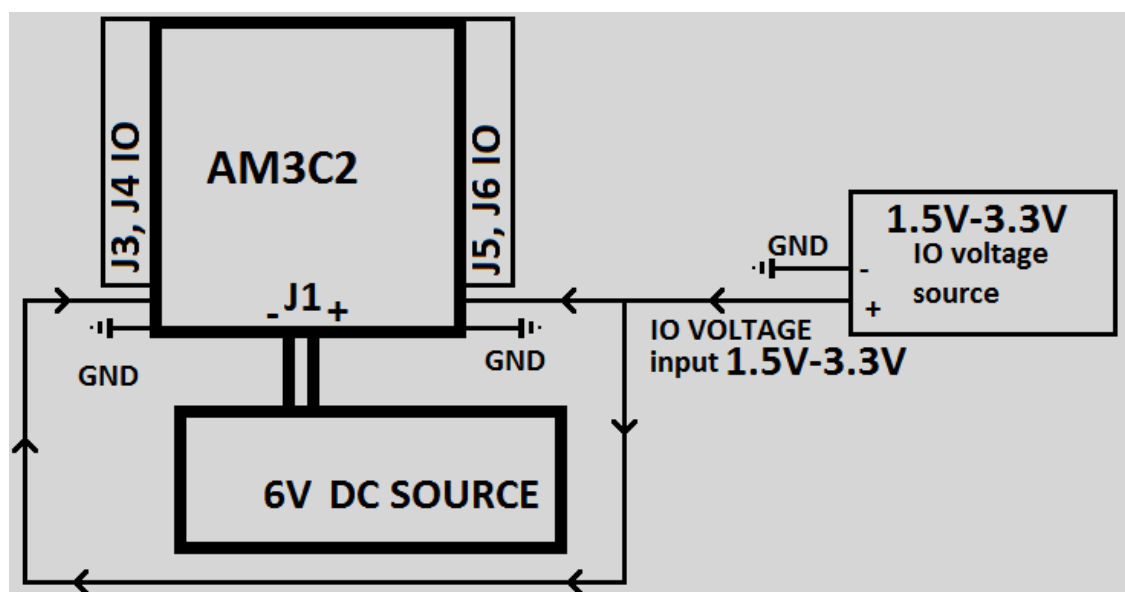 J3, J4 IO
AM3C2
J5, J6 IO
- J1 +
GND
GND
6V DC SOURCE
GND
1.5V-3.3V
IO voltage
source
-
+
IO VOLTAGE
input 1.5V-3.3V